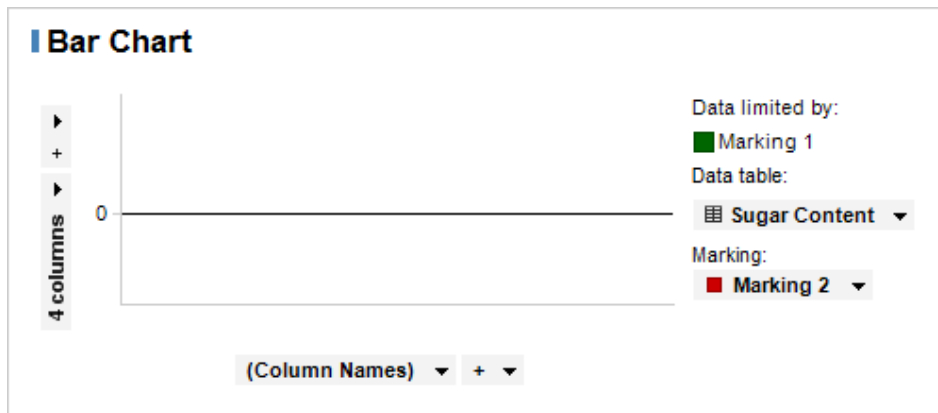 Bar Chart
Data limited by:
Marking 1
Data table:
Sugar Content
Marking:
Marking 2
+
4 columns
0
(Column Names)
+